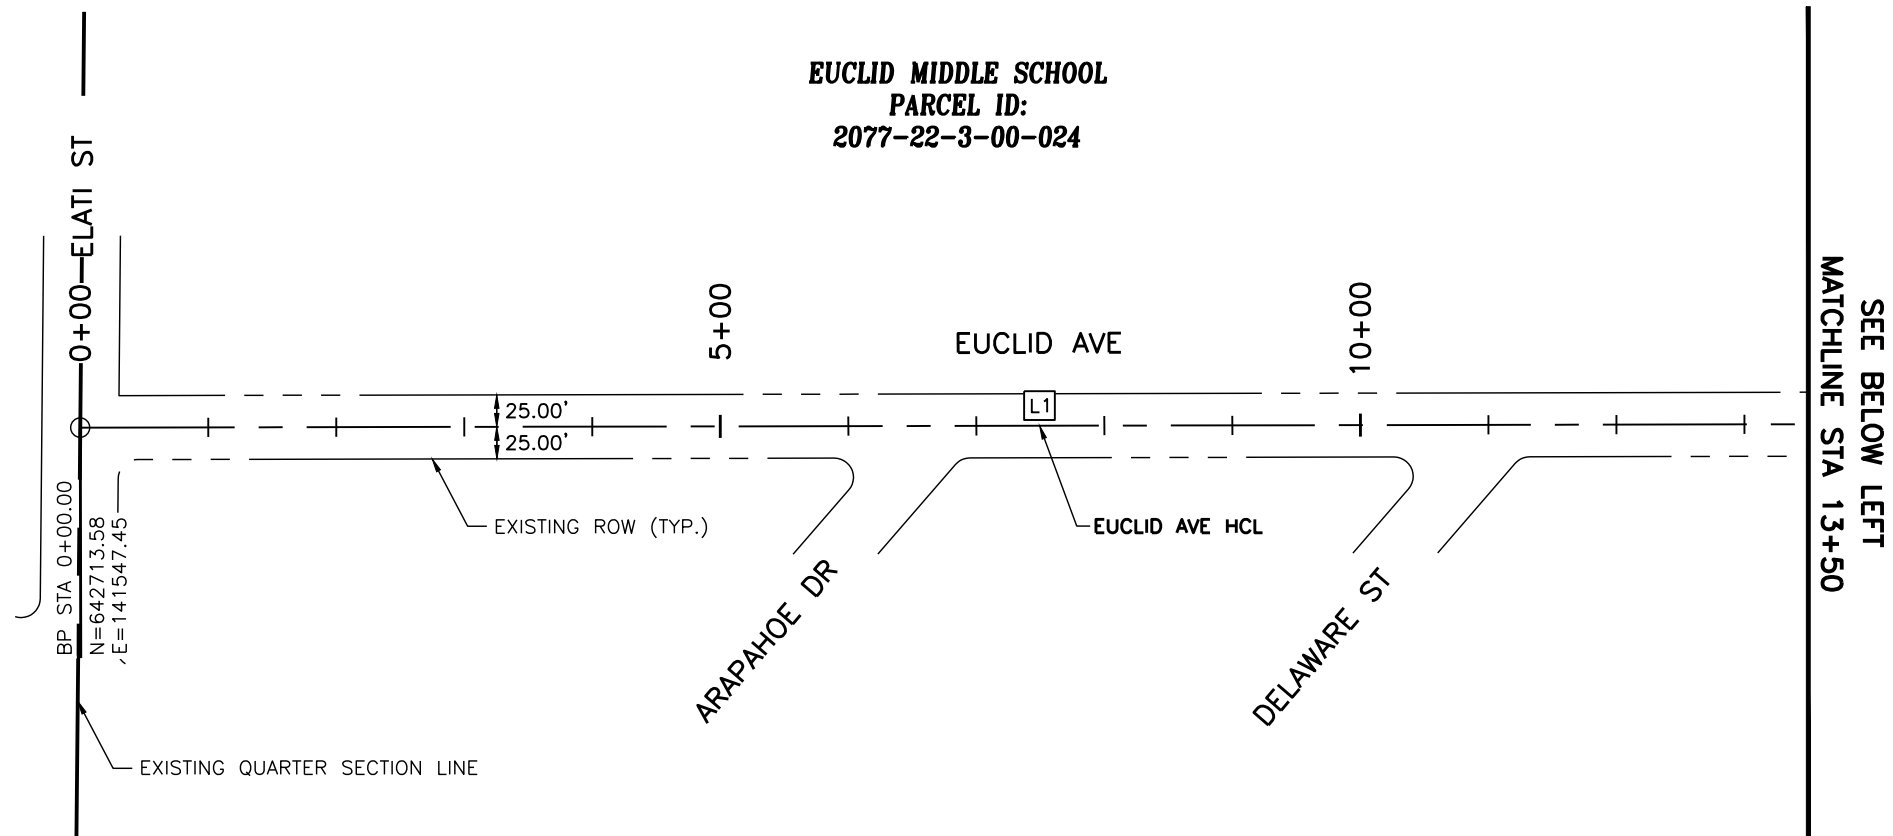 EUCLID MIDDLE SCHOOL
PARCEL ID:
2077-22-3-00-024
ELATI ST
0+00
5+00
10+00
EUCLID AVE
L1
25.00'
25.00'
EXISTING ROW (TYP.)
EUCLID AVE HCL
BP STA 0+00.00
N=642713.58
E=141547.45
ARAPAHOE DR
DELAWARE ST
EXISTING QUARTER SECTION LINE
SEE BELOW LEFT
MATCHLINE STA 13+50